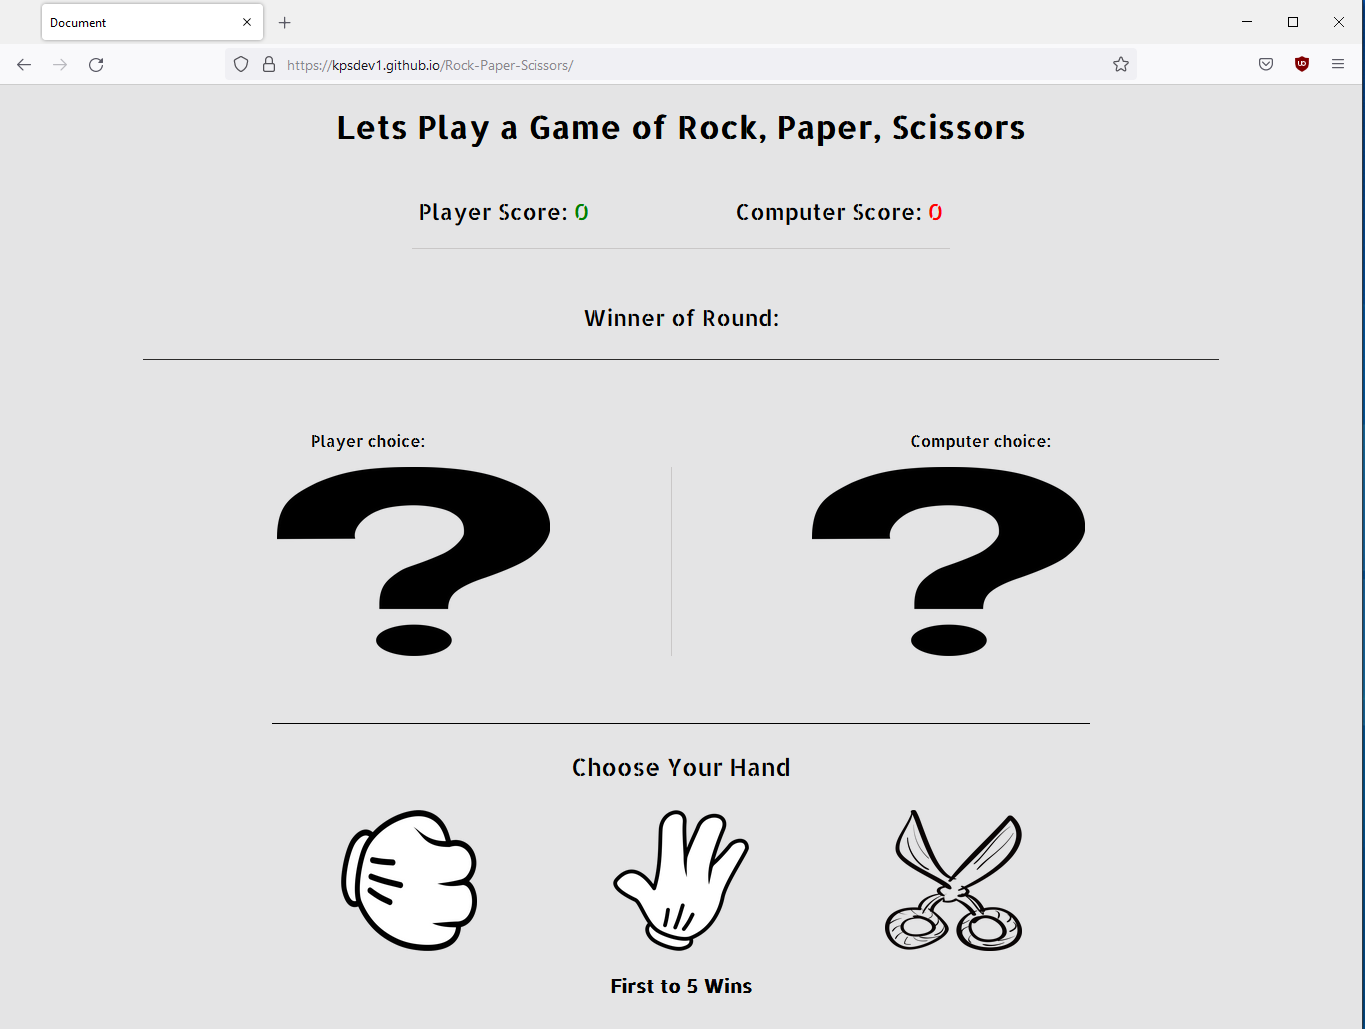 Document
https://kpsdev1.github.io/Rock-Paper-Scissors/
Lets Play a Game of Rock, Paper, Scissors
Player Score: 0 Computer Score: 0
Winner of Round:
Player choice: Computer choice:
?
?
Choose Your Hand
First to 5 Wins